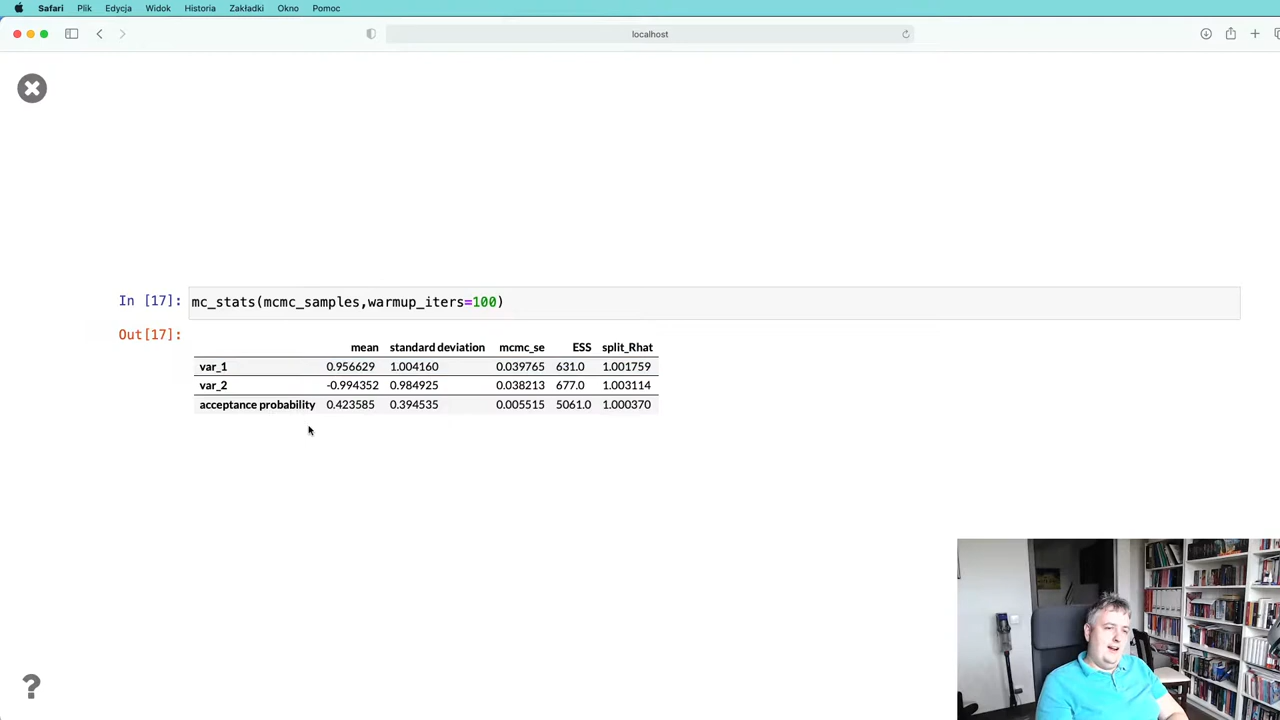 Safari Plik Edycja Widok Historia Zakładki Okno Pomoc
localhost
In [17]: mc_stats(mcmc_samples,warmup_iters=100)
Out[17]:
mean standard deviation mcmc_se ESS split_Rhat
var_1 0.956629 1.004160 0.039765 631.0 1.001759
var_2 -0.994352 0.984925 0.038213 677.0 1.003114
acceptance probability 0.423585 0.394535 0.005515 5061.0 1.000370
?